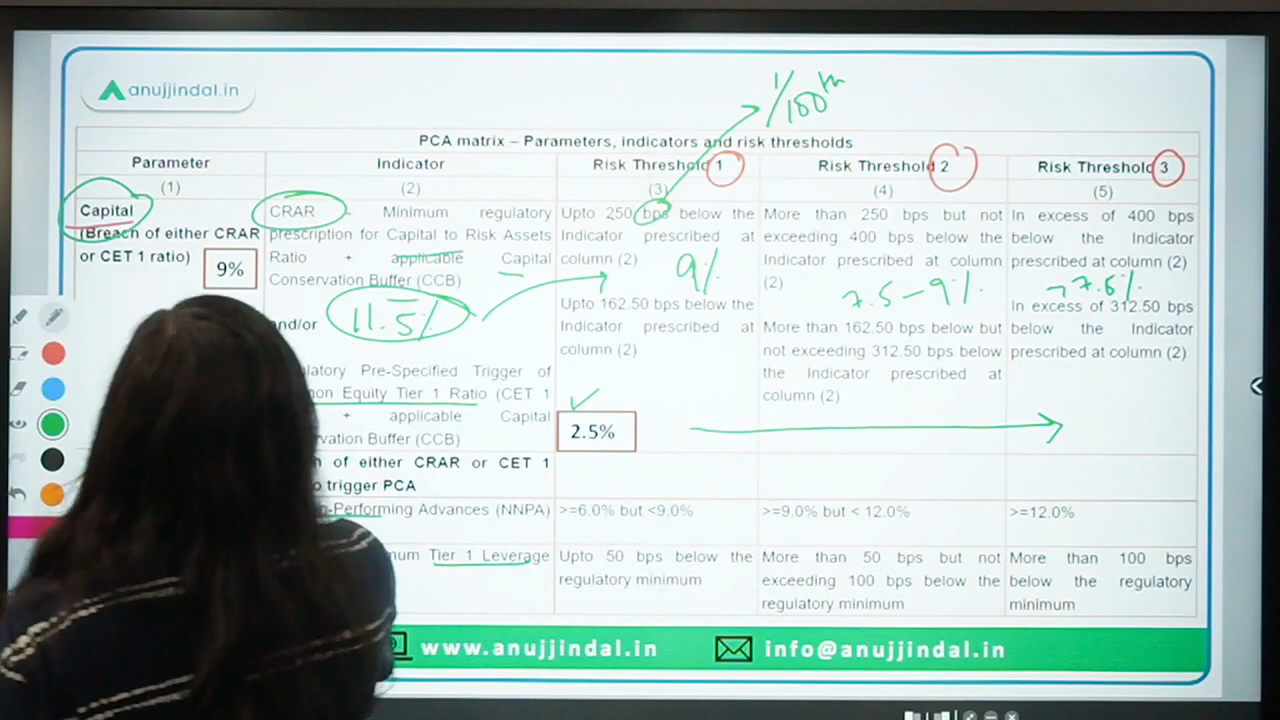 anujjindal.in
1/100th
PCA matrix – Parameters, indicators and risk thresholds
Parameter
Indicator
Risk Threshold 1
Risk Threshold 2
Risk Threshold 3
(1)
(2)
(3)
(4)
(5)
Capital
(Breach of either CRAR
or CET 1 ratio)
9%
CRAR - Minimum regulatory
prescription for Capital to Risk Assets
Ratio + applicable Capital
Conservation Buffer (CCB)
and/or
11.5%
ulatory Pre-Specified Trigger of
on Equity Tier 1 Ratio (CET 1
+ applicable Capital
vation Buffer (CCB)
of either CRAR or CET 1
o trigger PCA
-Performing Advances (NNPA)
num Tier 1 Leverage
Upto 250 bps below the
Indicator prescribed at
column (2)
9%
Upto 162.50 bps below the
Indicator prescribed at
column (2)
2.5%
>=6.0% but <9.0%
Upto 50 bps below the
regulatory minimum
More than 250 bps but not
exceeding 400 bps below the
Indicator prescribed at column
(2)
7.5-9%
More than 162.50 bps below but
not exceeding 312.50 bps below
the Indicator prescribed at
column (2)
>=9.0% but < 12.0%
More than 50 bps but not
exceeding 100 bps below the
regulatory minimum
In excess of 400 bps
below the Indicator
prescribed at column (2)
In excess of 312.50 bps
below the Indicator
prescribed at column (2)
>=12.0%
More than 100 bps
below the regulatory
minimum
www.anujjindal.in
info@anujjindal.in